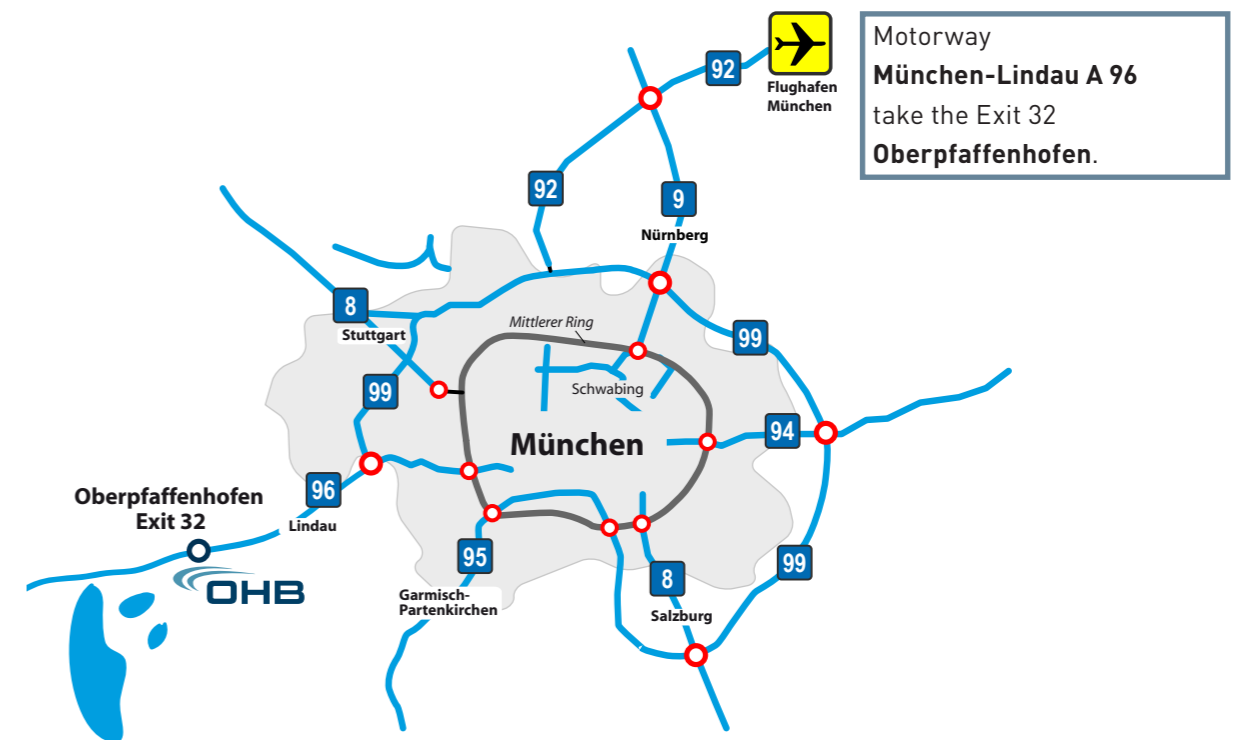 92
Flughafen
München
Motorway
München-Lindau A 96
take the Exit 32
Oberpfaffenhofen.
92
9
Nürnberg
8
Stuttgart
Mittlerer Ring
99
99
Schwabing
94
München
96
Lindau
Oberpfaffenhofen
Exit 32
OHB
95
Garmisch-
Partenkirchen
8
Salzburg
99